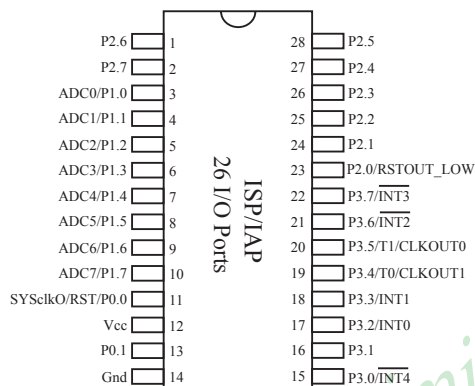 P2.6 1 28 P2.5
P2.7 2 27 P2.4
ADC0/P1.0 3 26 P2.3
ADC1/P1.1 4 25 P2.2
ADC2/P1.2 5 24 P2.1
ADC3/P1.3 6 23 P2.0/RSTOUT_LOW
ADC4/P1.4 7 22 P3.7/INT3
ADC5/P1.5 8 21 P3.6/INT2
ADC6/P1.6 9 20 P3.5/T1/CLKOUT0
ADC7/P1.7 10 19 P3.4/T0/CLKOUT1
SYSclkO/RST/P0.0 11 18 P3.3/INT1
Vcc 12 17 P3.2/INT0
P0.1 13 16 P3.1
Gnd 14 15 P3.0/INT4
ISP/IAP
26 I/O Ports